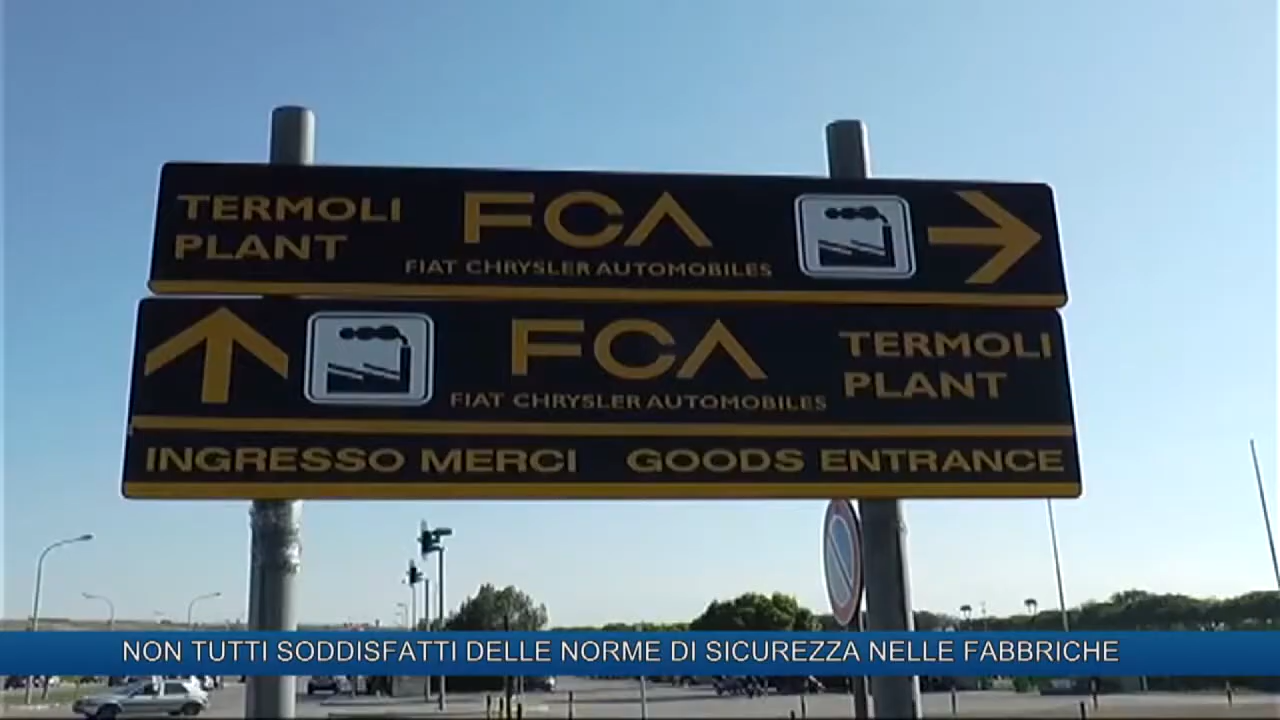 TERMOLI
PLANT
FCA
FIAT CHRYSLER AUTOMOBILES
FCA
FIAT CHRYSLER AUTOMOBILES
TERMOLI
PLANT
INGRESSO MERCI GOODS ENTRANCE
NON TUTTI SODDISFATTI DELLE NORME DI SICUREZZA NELLE FABBRICHE